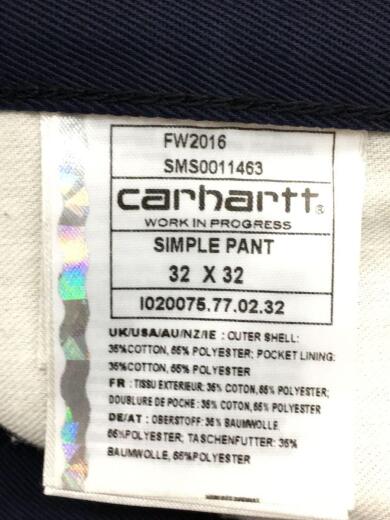 FW2016
SMS0011463
carhartt®
WORK IN PROGRESS
SIMPLE PANT
32 X 32
I020075.77.02.32
UK/USA/AU/NZ/IE : OUTER SHELL:
35%COTTON, 65% POLYESTER; POCKET LINING:
35%COTTON, 65% POLYESTER
FR : TISSU EXTERIEUR: 35% COTON, 65% POLYESTER;
DOUBLURE DE POCHE : 35% COTON, 65% POLYESTER
DE/AT : OBERSTOFF: 35% BAUMWOLLE,
65%POLYESTER; TASCHENFUTTER: 35%
BAUMWOLLE, 65%POLYESTER